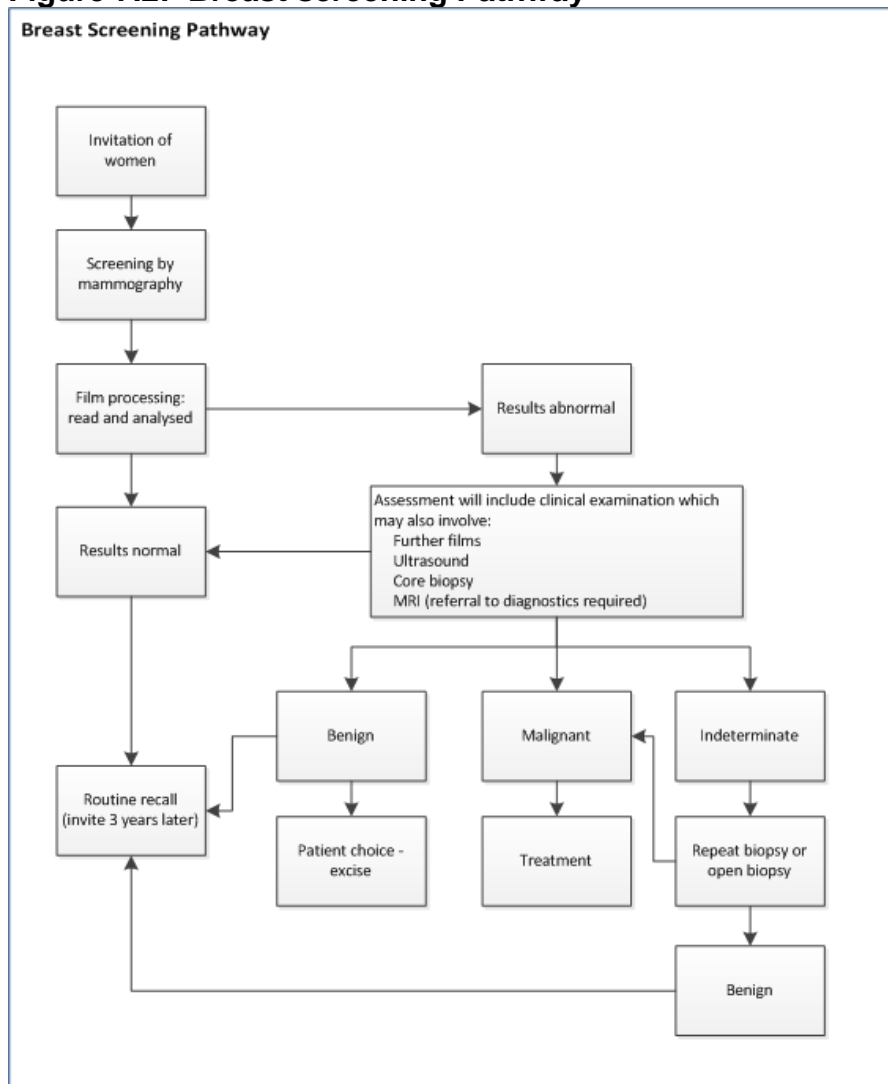 Figure Breast Screening Pathway
Breast Screening Pathway
Invitation of
women
Screening by
mammography
Film processing:
read and analysed
Results abnormal
Assessment will include clinical examination which
may also involve:
Further films
Ultrasound
Core biopsy
MRI (referral to diagnostics required)
Results normal
Benign
Malignant
Indeterminate
Routine recall
(invite 3 years later)
Patient choice -
excise
Treatment
Repeat biopsy or
open biopsy
Benign